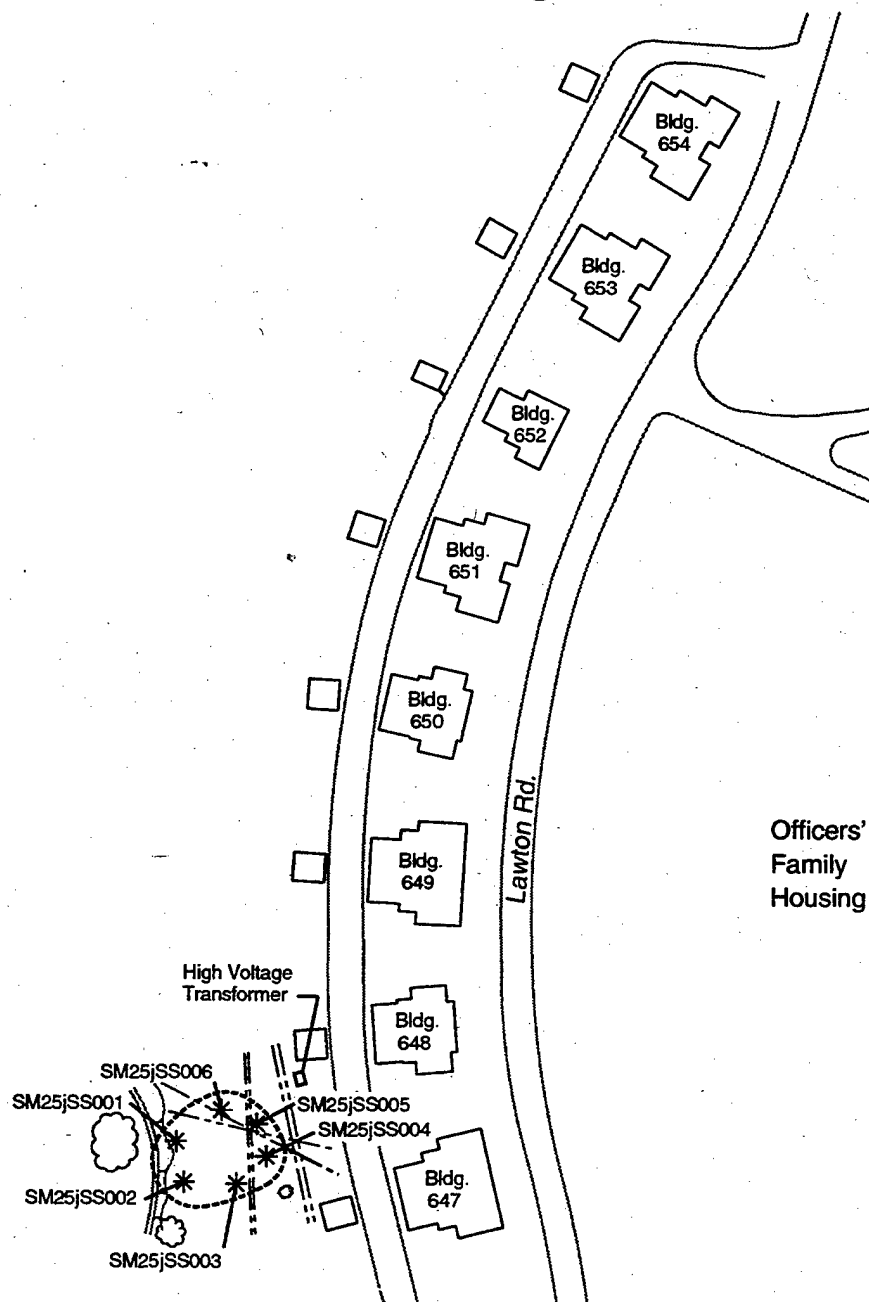 Bldg.
654
Bldg.
653
Bldg.
652
Bldg.
651
Bldg.
650
Lawton Rd.
Officers'
Family
Housing
Bldg.
649
High Voltage
Transformer
Bldg.
648
SM25jSS006
SM25jSS001
SM25jSS005
SM25jSS004
Bldg.
647
SM25jSS002
SM25jSS003